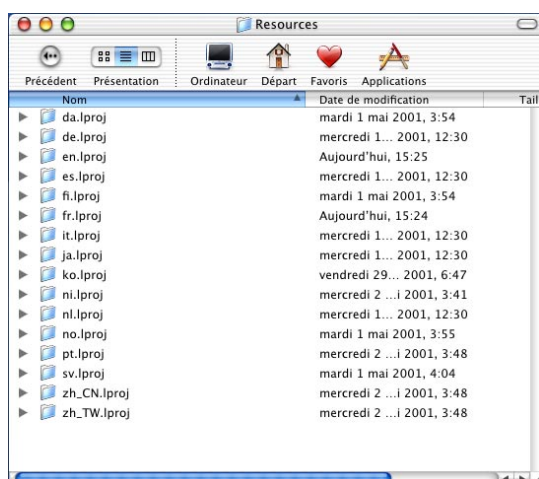 Resources
Précédent Présentation Ordinateur Départ Favoris Applications
Nom Date de modification Tail
da.lproj mardi 1 mai 2001, 3:54
de.lproj mercredi 1... 2001, 12:30
en.lproj Aujourd'hui, 15:25
es.lproj mercredi 1... 2001, 12:30
fi.lproj mardi 1 mai 2001, 3:54
fr.lproj Aujourd'hui, 15:24
it.lproj mercredi 1... 2001, 12:30
ja.lproj mercredi 1... 2001, 12:30
ko.lproj vendredi 29... 2001, 6:47
ni.lproj mercredi 2 ...i 2001, 3:41
nl.lproj mercredi 1... 2001, 12:30
no.lproj mardi 1 mai 2001, 3:55
pt.lproj mercredi 2 ...i 2001, 3:48
sv.lproj mardi 1 mai 2001, 4:04
zh_CN.lproj mercredi 2 ...i 2001, 3:48
zh_TW.lproj mercredi 2 ...i 2001, 3:48